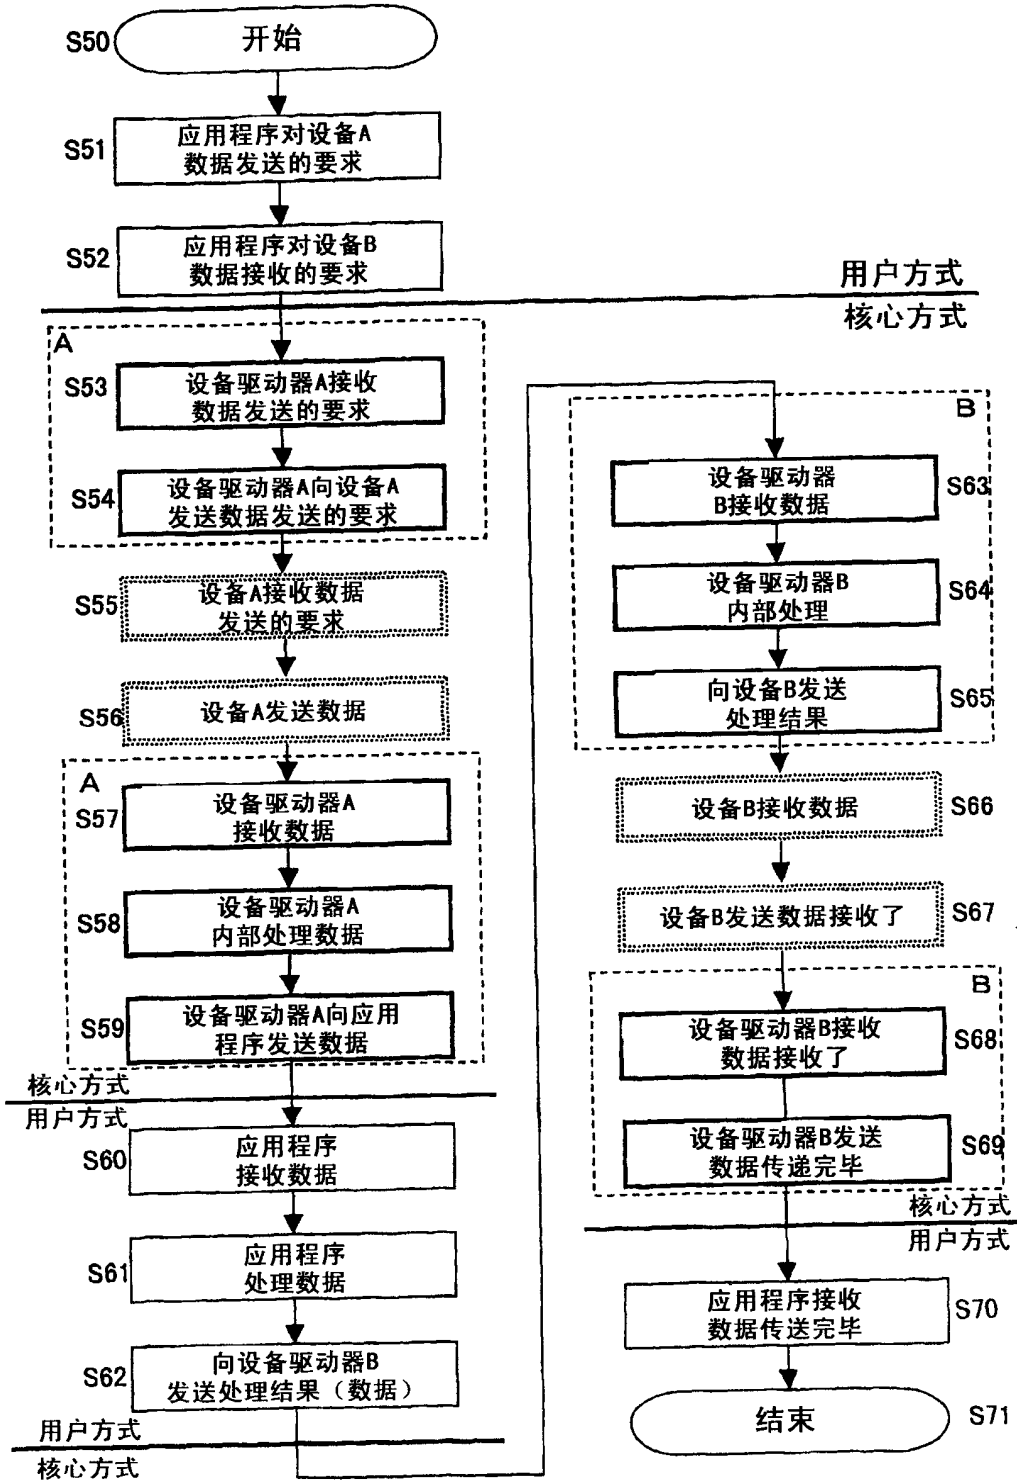 S50
开始
S51
应用程序对设备A
数据发送的要求
S52
应用程序对设备B
数据接收的要求
用户方式
核心方式
A
S53
设备驱动器A接收
数据发送的要求
S54
设备驱动器A向设备A
发送数据发送的要求
S55
设备A接收数据
发送的要求
S56
设备A发送数据
A
S57
设备驱动器A
接收数据
S58
设备驱动器A
内部处理数据
S59
设备驱动器A向应用
程序发送数据
核心方式
用户方式
S60
应用程序
接收数据
S61
应用程序
处理数据
S62
向设备驱动器B
发送处理结果（数据）
用户方式
核心方式
B
设备驱动器
B接收数据
S63
设备驱动器B
内部处理
S64
向设备B发送
处理结果
S65
设备B接收数据
S66
设备B发送数据接收了
S67
B
设备驱动器B接收
数据接收了
S68
设备驱动器B发送
数据传递完毕
S69
核心方式
用户方式
应用程序接收
数据传送完毕
S70
结束
S71